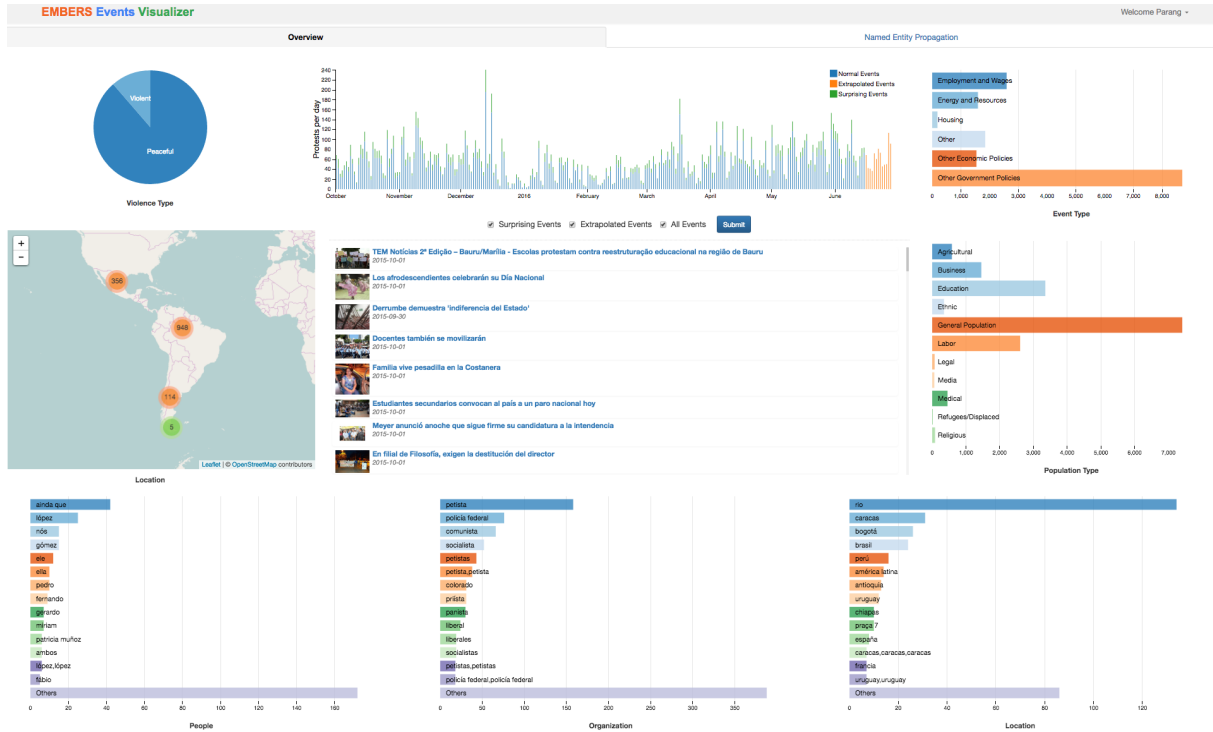 EMBERS Events Visualizer
Welcome Parang
Overview
Named Entity Propagation
Violent
Peaceful
Violence Type
Protests per day
240
220
200
180
160
140
120
100
80
60
40
20
0
October
November
December
2016
February
March
April
May
June
Normal Events
Extrapolated Events
Surprising Events
Employment and Wages
Energy and Resources
Housing
Other
Other Economic Policies
Other Government Policies
0
1,000
2,000
3,000
4,000
5,000
6,000
7,000
8,000
Event Type
Surprising Events
Extrapolated Events
All Events
Submit
+
−
356
948
114
5
Leaflet | © OpenStreetMap contributors
Location
TEM Notícias 2ª Edição – Bauru/Marília - Escolas protestam contra reestruturação educacional na região de Bauru
2015-10-01
Los afrodescendientes celebrarán su Día Nacional
2015-10-01
Derrumbe demuestra 'indiferencia del Estado'
2015-09-30
Docentes también se movilizarán
2015-10-01
Familia vive pesadilla en la Costanera
2015-10-01
Estudiantes secundarios convocan al país a un paro nacional hoy
2015-10-01
Meyer anunció anoche que sigue firme su candidatura a la intendencia
2015-10-01
En filial de Filosofía, exigen la destitución del director
2015-10-01
Agricultural
Business
Education
Ethnic
General Population
Labor
Legal
Media
Medical
Refugees/Displaced
Religious
0
1,000
2,000
3,000
4,000
5,000
6,000
7,000
Population Type
ainda que
lópez
nós
gómez
ele
ella
pedro
fernando
gerardo
miriam
patricia muñoz
ambos
lópez,lópez
fábio
Others
0
20
40
60
80
100
120
140
160
People
petista
policía federal
comunista
socialista
petistas
petista,petista
colorado
priista
panista
liberal
liberales
socialistas
petistas,petistas
policía federal,policía federal
Others
0
50
100
150
200
250
300
350
Organization
rio
caracas
bogotá
brasil
perú
américa latina
antioquia
uruguay
chiapas
praça 7
españa
caracas,caracas,caracas
francia
uruguay,uruguay
Others
0
20
40
60
80
100
120
Location